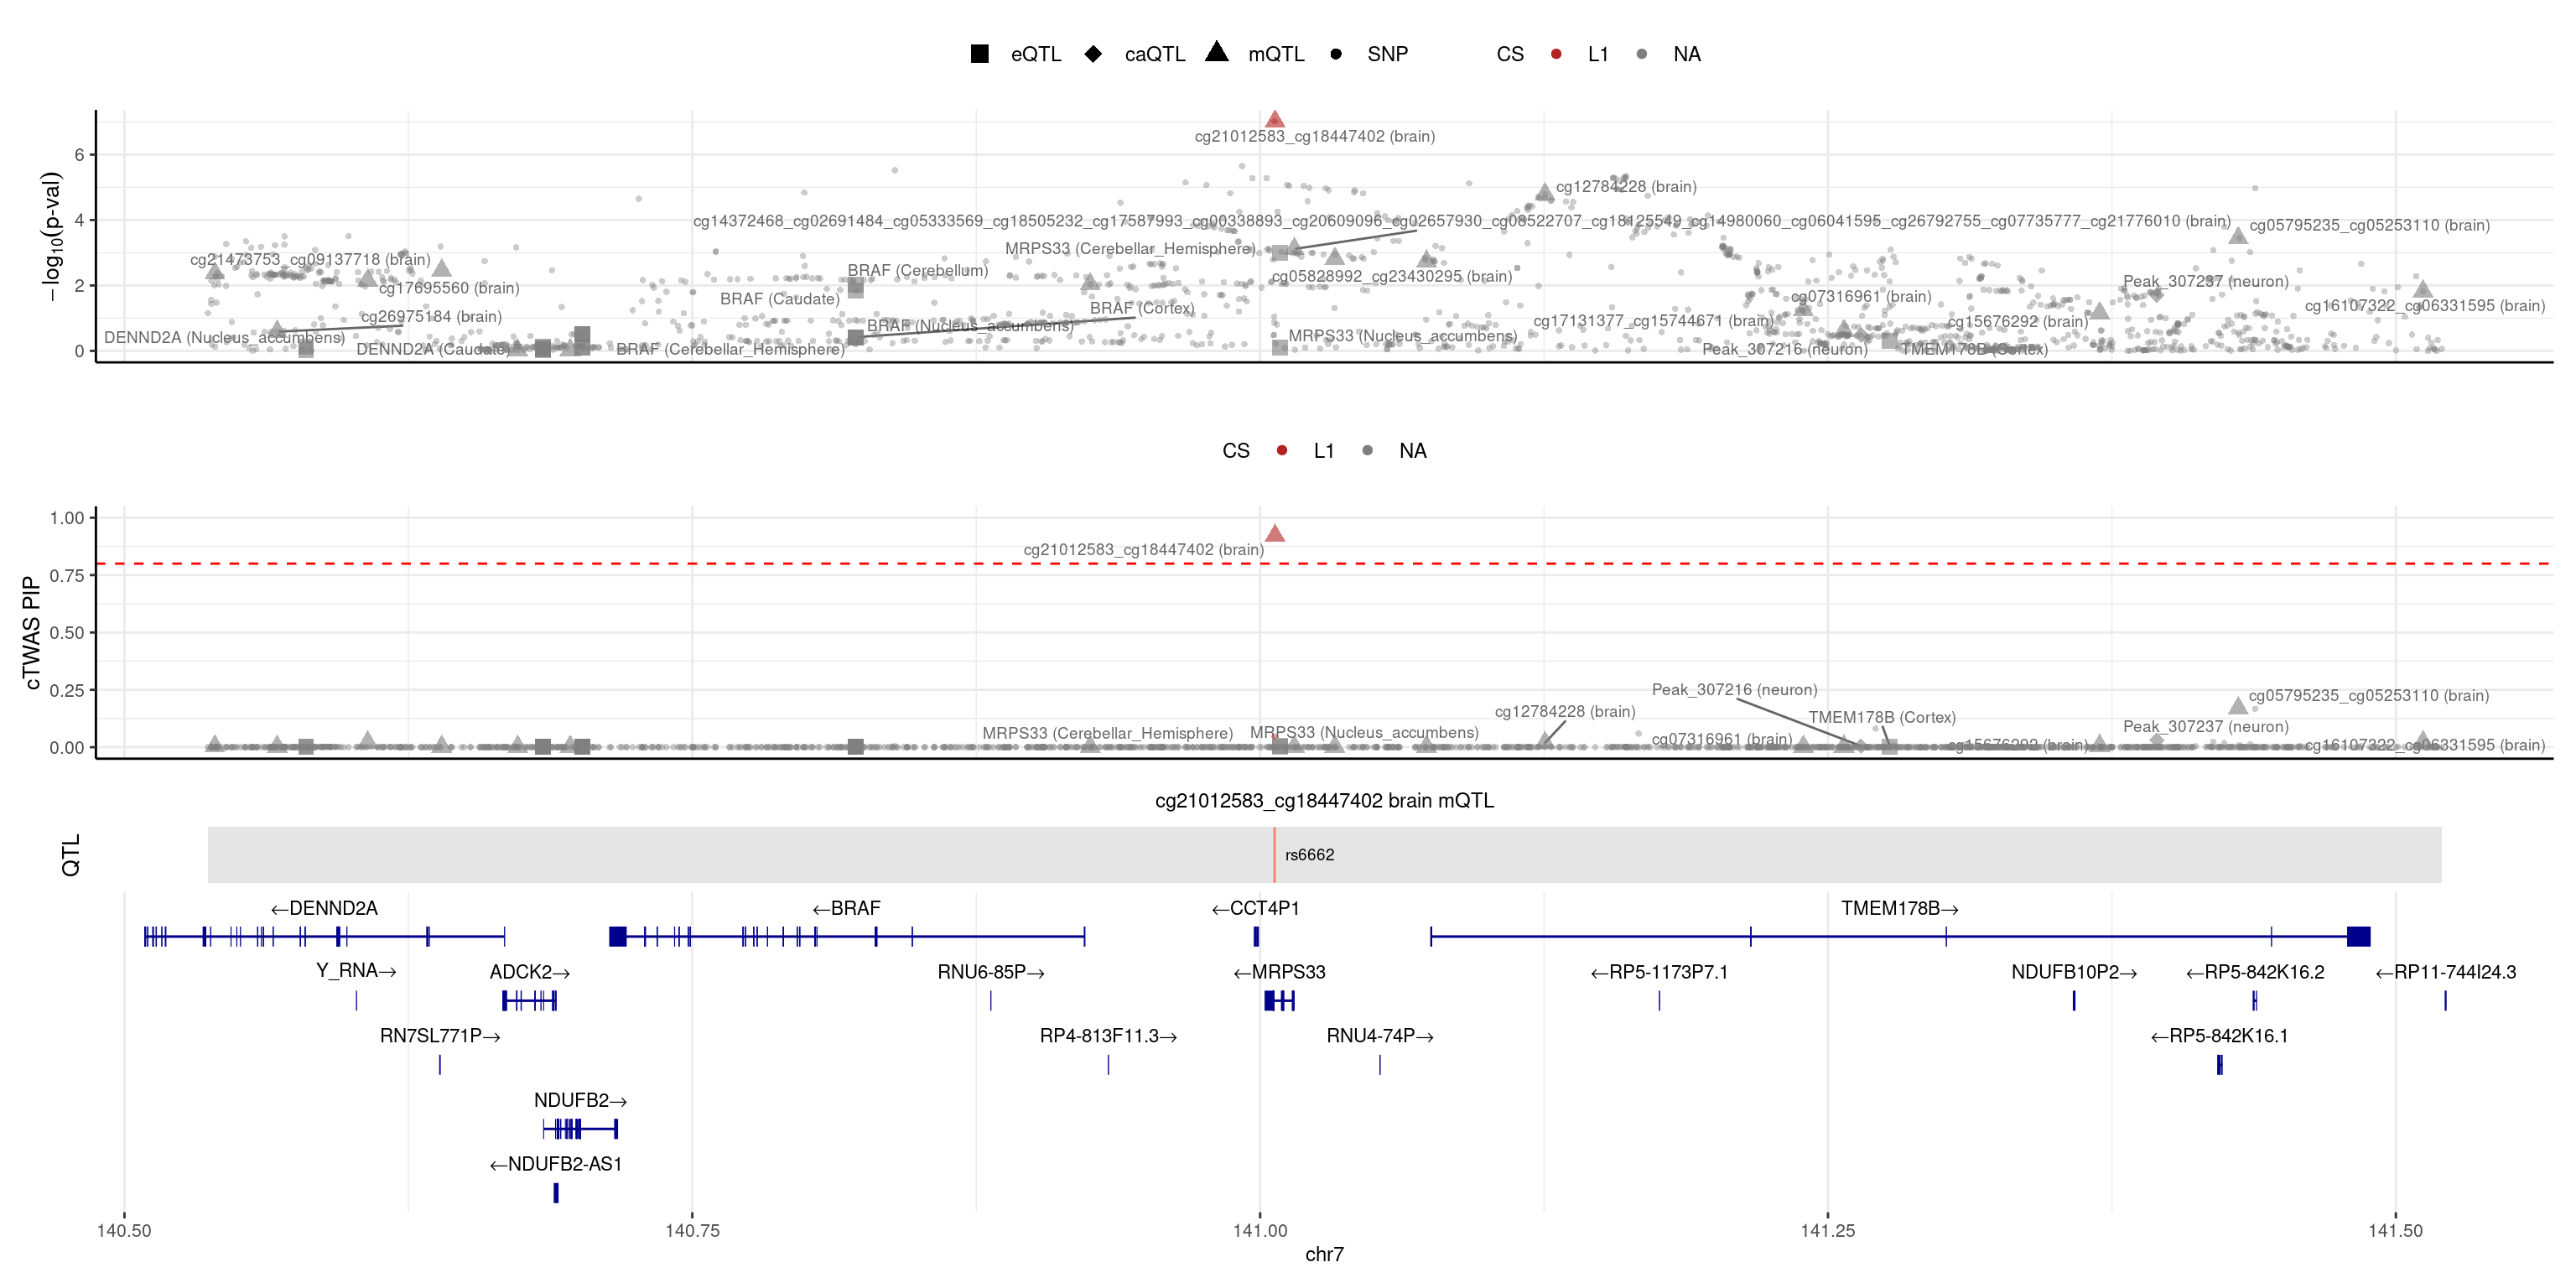 eQTL caQTL mQTL SNP CS L1 NA
−log10(p-val)
6
4
2
0
cg21012583_cg18447402 (brain)
cg12784228 (brain)
cg14372468_cg02691484_cg05333569_cg18505232_cg17587993_cg00338893_cg20609096_cg02657930_cg08522707_cg18125549_cg14980060_cg06041595_cg26792755_cg07735777_cg21776010 (brain)
cg05795235_cg05253110 (brain)
MRPS33 (Cerebellar_Hemisphere)
cg21473753_cg09137718 (brain)
BRAF (Cerebellum)
cg05828992_cg23430295 (brain)
Peak_307237 (neuron)
cg17695560 (brain)
BRAF (Caudate)
cg07316961 (brain)
cg16107322_cg06331595 (brain)
BRAF (Cortex)
cg26975184 (brain)
BRAF (Nucleus_accumbens)
cg17131377_cg15744671 (brain)
cg15676292 (brain)
DENND2A (Nucleus_accumbens)
MRPS33 (Nucleus_accumbens)
DENND2A (Caudate)
BRAF (Cerebellar_Hemisphere)
Peak_307216 (neuron)
TMEM178B (Cortex)
CS L1 NA
cTWAS PIP
1.00
0.75
0.50
0.25
0.00
cg21012583_cg18447402 (brain)
Peak_307216 (neuron)
cg05795235_cg05253110 (brain)
cg12784228 (brain)
TMEM178B (Cortex)
Peak_307237 (neuron)
MRPS33 (Cerebellar_Hemisphere)
MRPS33 (Nucleus_accumbens)
cg07316961 (brain)
cg15676292 (brain)
cg16107322_cg06331595 (brain)
cg21012583_cg18447402 brain mQTL
QTL
rs6662
←DENND2A
←BRAF
←CCT4P1
TMEM178B→
Y_RNA→
ADCK2→
RNU6-85P→
←MRPS33
←RP5-1173P7.1
NDUFB10P2→
←RP5-842K16.2
←RP11-744I24.3
RN7SL771P→
RP4-813F11.3→
RNU4-74P→
←RP5-842K16.1
NDUFB2→
←NDUFB2-AS1
140.50 140.75 141.00 141.25 141.50
chr7